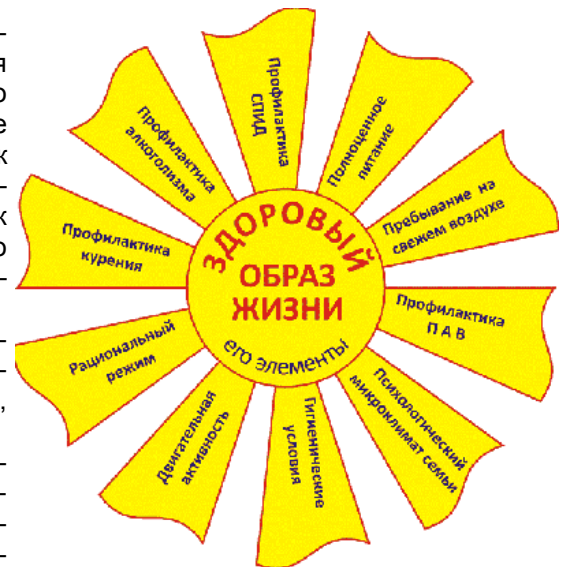 -
я
о
е
к
-
к
о
-
-
-
,
-
-
-
-
ЗДОРОВЫЙ
ОБРАЗ
ЖИЗНИ
его элементы
Профилактика
СПИД
Полноценное
питание
Пребывание на
свежем воздухе
Профилактика
П А В
Психологический
микроклимат семьи
Гигиенические
условия
Двигательная
активность
Рациональный
режим
Профилактика
курения
Профилактика
алкоголизма